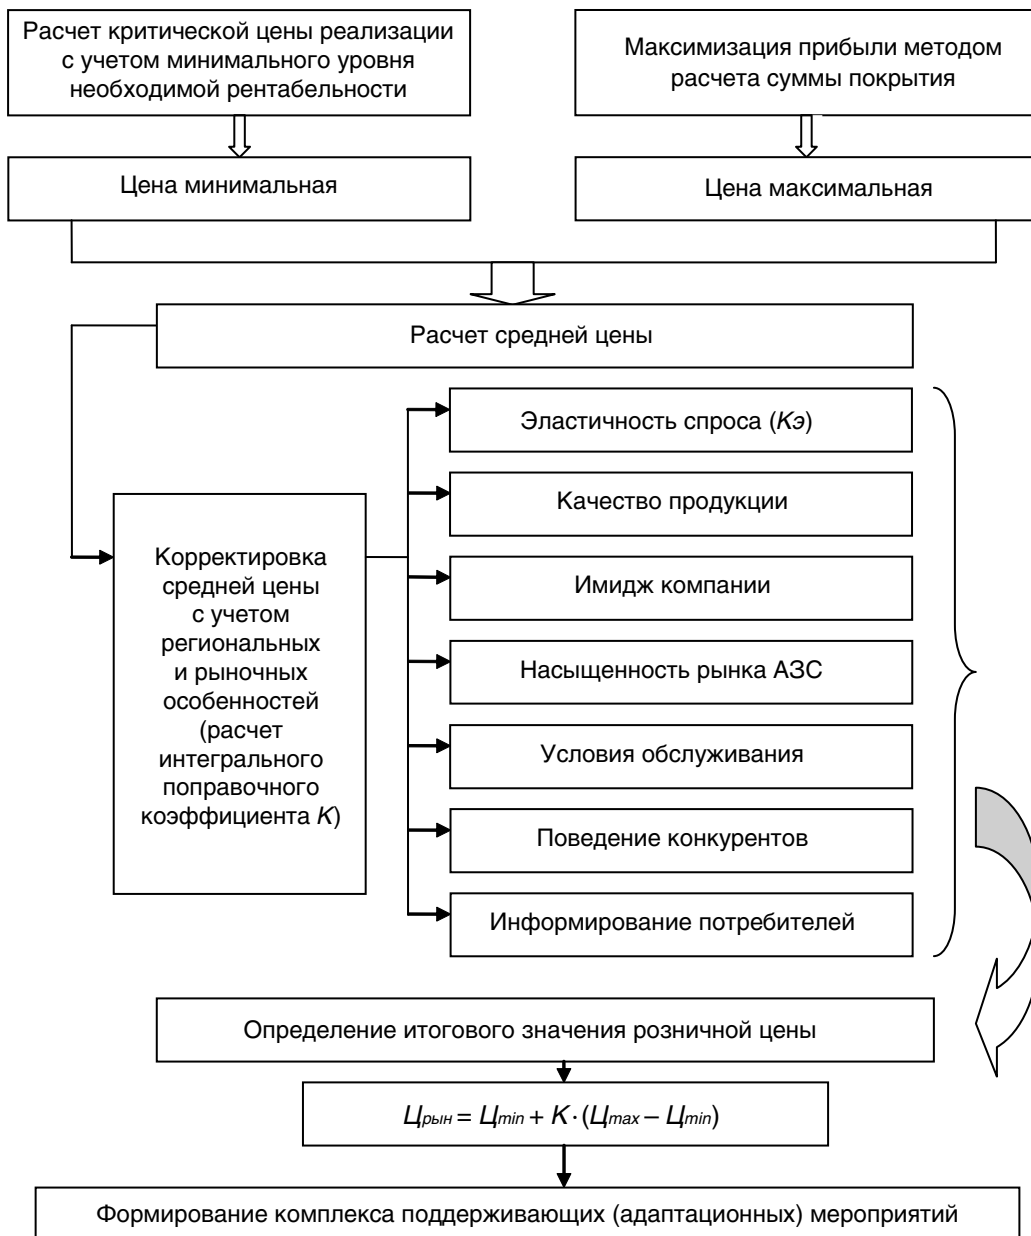 Расчет критической цены реализации
с учетом минимального уровня
необходимой рентабельности
Максимизация прибыли методом
расчета суммы покрытия
Цена минимальная
Цена максимальная
Расчет средней цены
Корректировка
средней цены
с учетом
региональных
и рыночных
особенностей
(расчет
интегрального
поправочного
коэффициента К)
Эластичность спроса (Кэ)
Качество продукции
Имидж компании
Насыщенность рынка АЗС
Условия обслуживания
Поведение конкурентов
Информирование потребителей
Определение итогового значения розничной цены
Црын = Цmin + К·(Цmax – Цmin)
Формирование комплекса поддерживающих (адаптационных) мероприятий